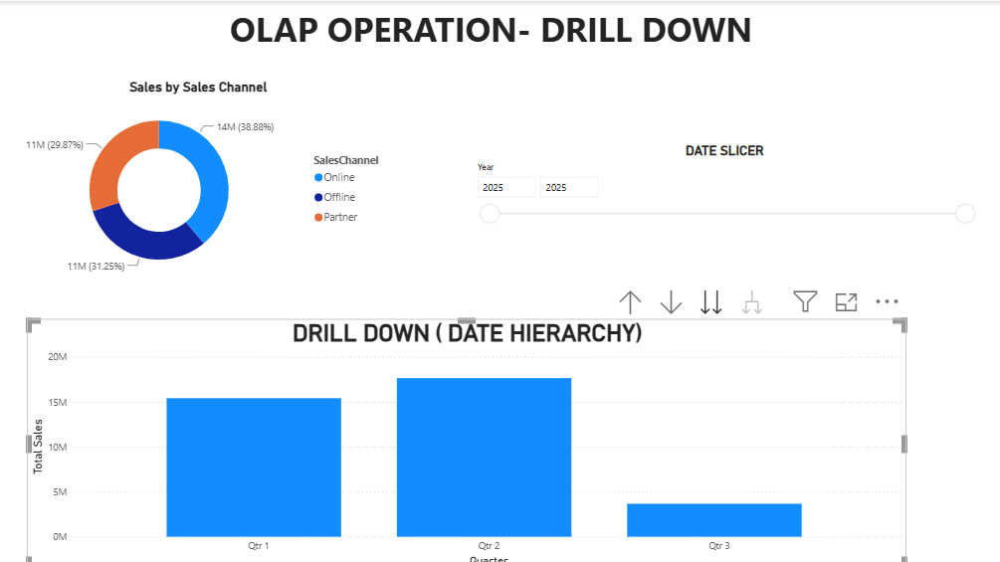 OLAP OPERATION- DRILL DOWN
Sales by Sales Channel
14M (38.88%)
11M (29.87%)
11M (31.25%)
SalesChannel
Online
Offline
Partner
DATE SLICER
Year
2025 2025
DRILL DOWN ( DATE HIERARCHY)
Total Sales
20M
15M
10M
5M
0M
Qtr 1 Qtr 2 Qtr 3
Quarter